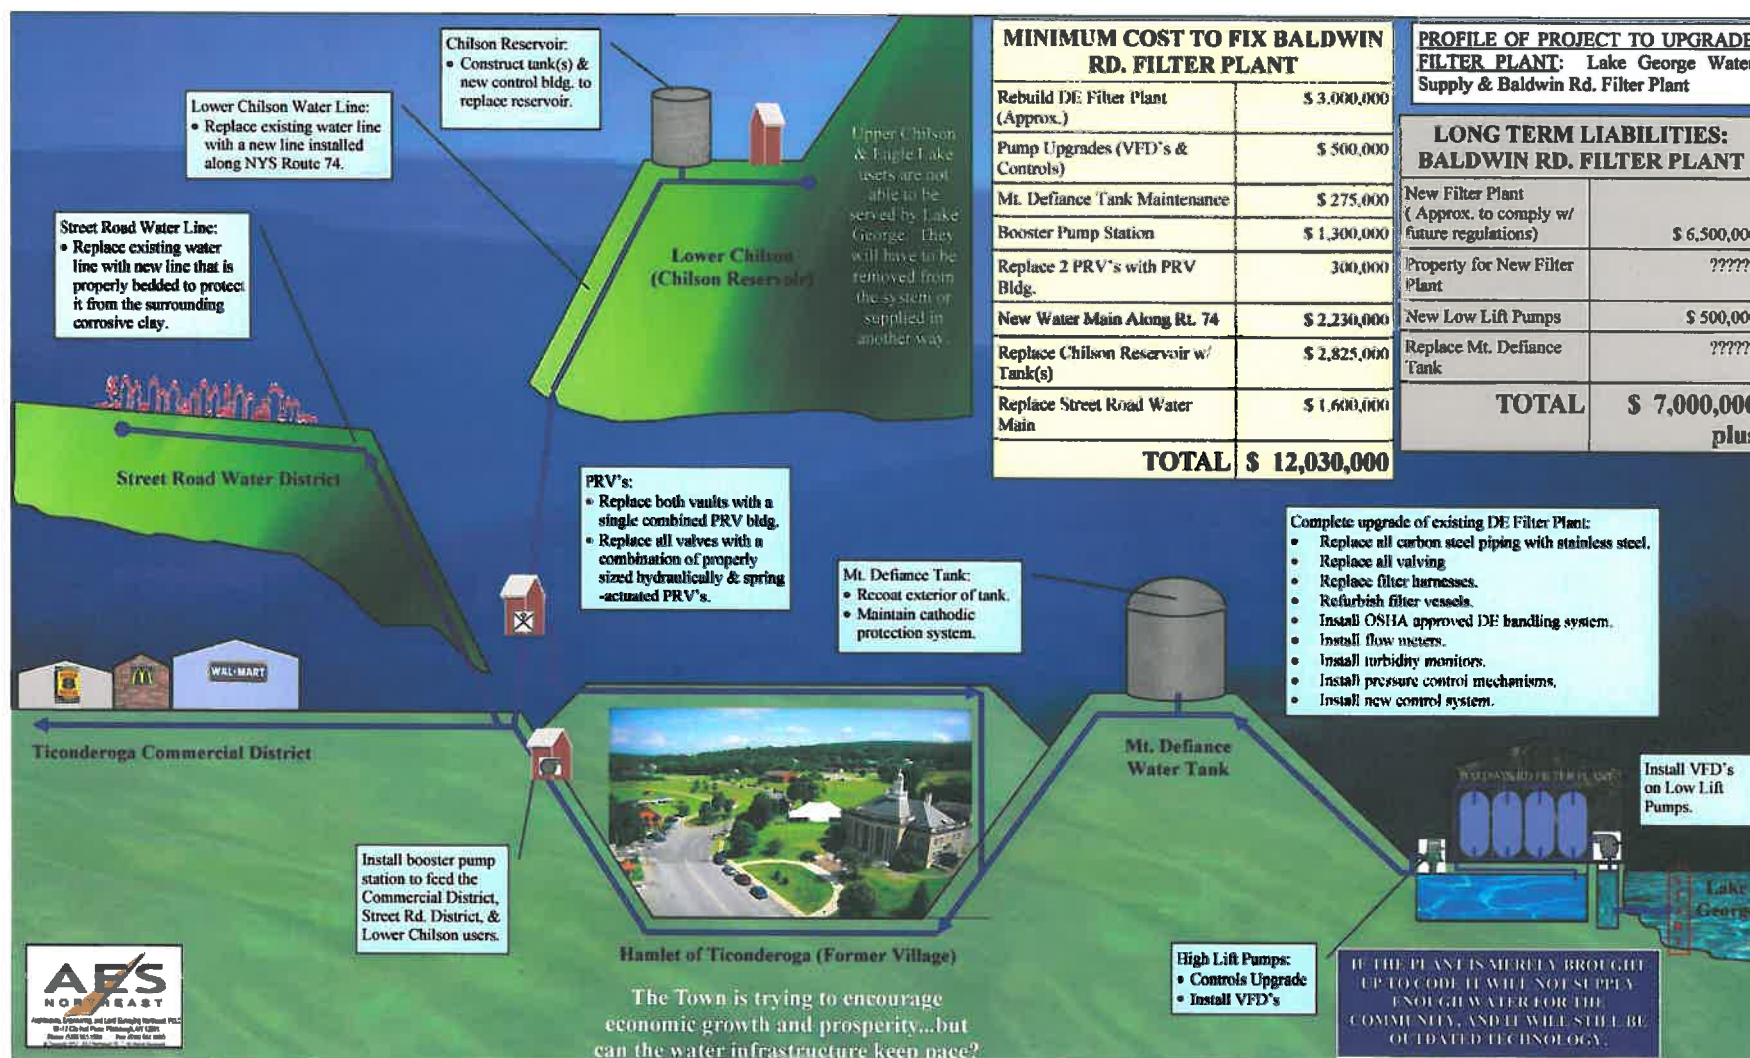 Chilson Reservoir:
• Construct tank(s) &
new control bldg. to
replace reservoir.
Lower Chilson Water Line:
• Replace existing water line
with a new line installed
along NYS Route 74.
Street Road Water Line:
• Replace existing water
line with new line that is
properly bedded to protect
it from the surrounding
corrosive clay.
Upper Chilson
& Eagle Lake
users are not
able to be
served by Lake
George. They
will have to be
removed from
the system or
supplied in
another way.
Lower Chilson
(Chilson Reservoir)
MINIMUM COST TO FIX BALDWIN
RD. FILTER PLANT
Rebuild DE Filter Plant $ 3,000,000
(Approx.)
Pump Upgrades (VFD's & $ 500,000
Controls)
Mt. Defiance Tank Maintenance $ 275,000
Booster Pump Station $ 1,300,000
Replace 2 PRV's with PRV 300,000
Bldg.
New Water Main Along Rt. 74 $ 2,230,000
Replace Chilson Reservoir w/ $ 2,825,000
Tank(s)
Replace Street Road Water $ 1,600,000
Main
TOTAL $ 12,030,000
PROFILE OF PROJECT TO UPGRADE
FILTER PLANT: Lake George Water
Supply & Baldwin Rd. Filter Plant
LONG TERM LIABILITIES:
BALDWIN RD. FILTER PLANT
New Filter Plant
( Approx. to comply w/
future regulations) $ 6,500,000
Property for New Filter ?????
Plant
New Low Lift Pumps $ 500,000
Replace Mt. Defiance ?????
Tank
TOTAL $ 7,000,000
plus
Street Road Water District
PRV's:
• Replace both vaults with a
single combined PRV bldg.
• Replace all valves with a
combination of properly
sized hydraulically & spring
-actuated PRV's.
Mt. Defiance Tank:
• Recoat exterior of tank.
• Maintain cathodic
protection system.
Complete upgrade of existing DE Filter Plant:
• Replace all carbon steel piping with stainless steel.
• Replace all valving
• Replace filter harnesses.
• Refurbish filter vessels.
• Install OSHA approved DE handling system.
• Install flow meters.
• Install turbidity monitors.
• Install pressure control mechanisms.
• Install new control system.
WAL-MART
Ticonderoga Commercial District
Mt. Defiance
Water Tank
BALDWIN RD FILTER PLANT
Install VFD's
on Low Lift
Pumps.
Install booster pump
station to feed the
Commercial District,
Street Rd. District, &
Lower Chilson users.
Lake
George
Hamlet of Ticonderoga (Former Village)
High Lift Pumps:
• Controls Upgrade
• Install VFD's
IF THE PLANT IS MERELY BROUGHT
UP TO CODE IT WILL NOT SUPPLY
ENOUGH WATER FOR THE
COMMUNITY, AND IT WILL STILL BE
OUTDATED TECHNOLOGY.
AES
NORTHEAST
The Town is trying to encourage
economic growth and prosperity...but
can the water infrastructure keep pace?